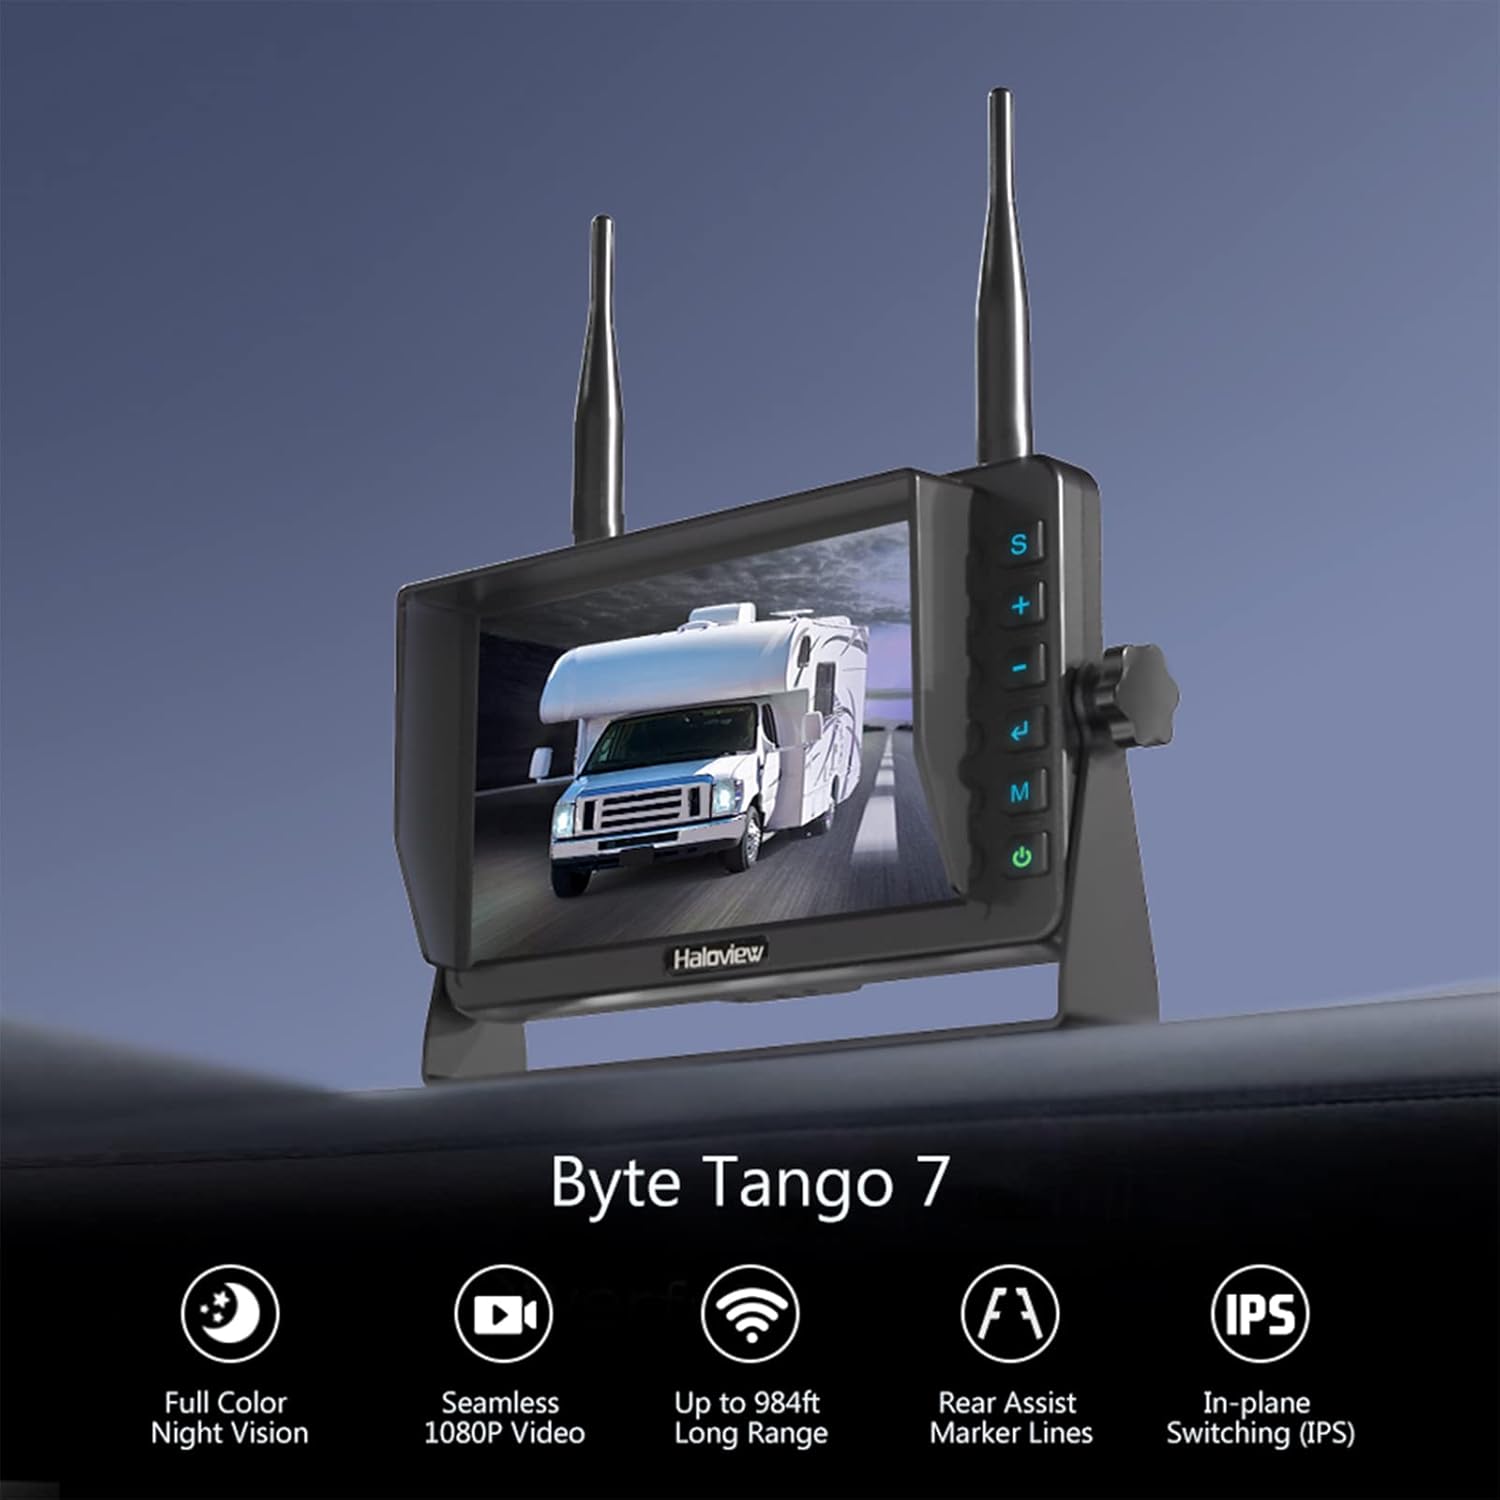 S
+
-
M
Haloview
Byte Tango 7
IPS
Full Color
Night Vision
Seamless
1080P Video
Up to 984ft
Long Range
Rear Assist
Marker Lines
In-plane
Switching (IPS)